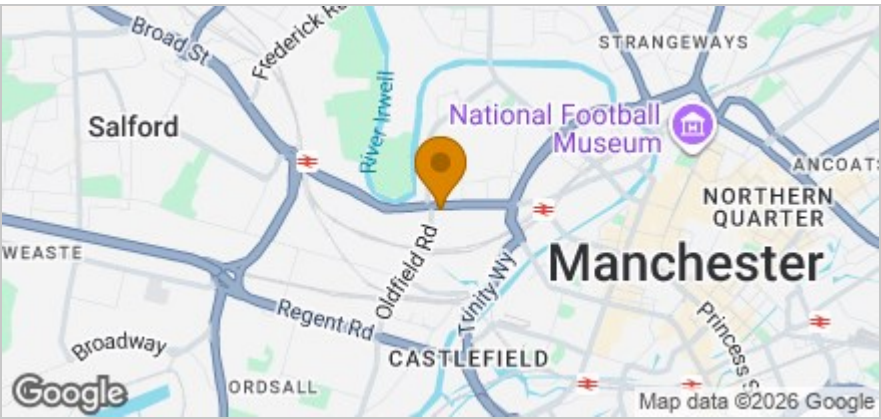 Broad St
Frederick Rd
STRANGEWAYS
River Irwell
National Football
Museum
Salford
ANCOATS
NORTHERN
QUARTER
WEASTE
Oldfield Rd
Manchester
Trinity Wy
Regent Rd
Princess S
Broadway
CASTLEFIELD
ORDSALL
Google
Map data ©2026 Google